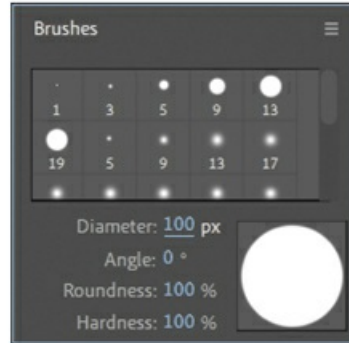 Brushes
1 3 5 9 13
19 5 9 13 17
Diameter: 100 px
Angle: 0 °
Roundness: 100 %
Hardness: 100 %